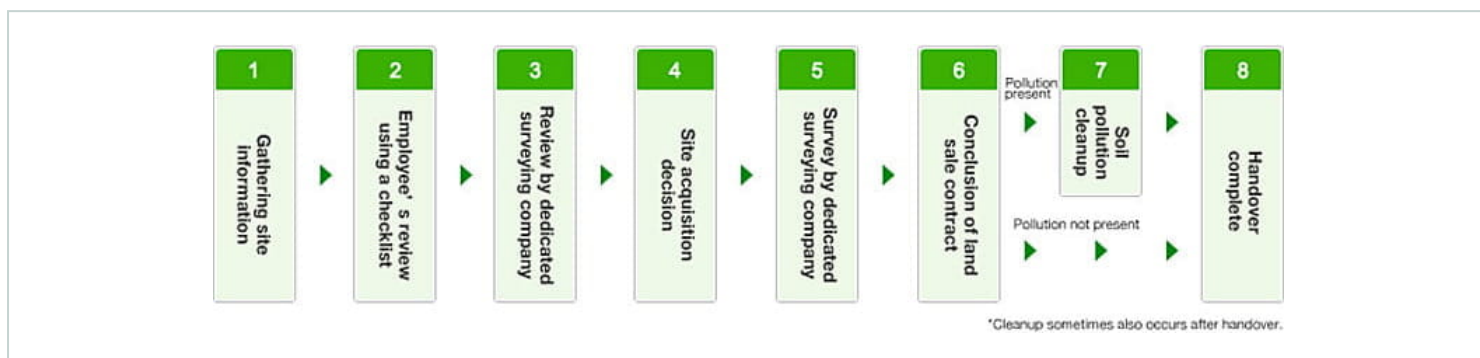 1
Gathering site
information
2
Employee's review
using a checklist
3
Review by dedicated
surveying company
4
Site acquisition
decision
5
Survey by dedicated
surveying company
6
Conclusion of land
sale contract
Pollution
present
7
Soil
pollution
cleanup
Pollution not present
8
Handover
complete
*Cleanup sometimes also occurs after handover.